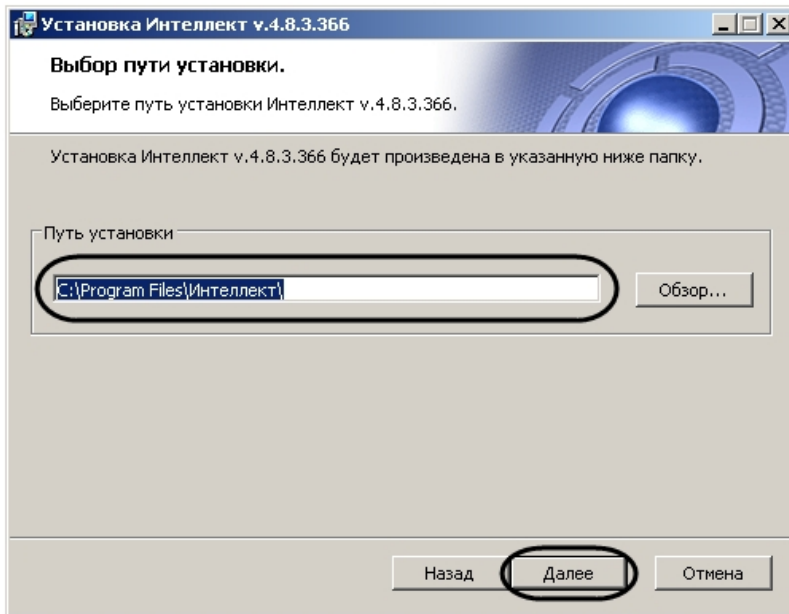 Установка Интеллект v.4.8.3.366
Выбор пути установки.
Выберите путь установки Интеллект v.4.8.3.366.
Установка Интеллект v.4.8.3.366 будет произведена в указанную ниже папку.
Путь установки
C:\Program Files\Интеллект\
Обзор...
Назад
Далее
Отмена